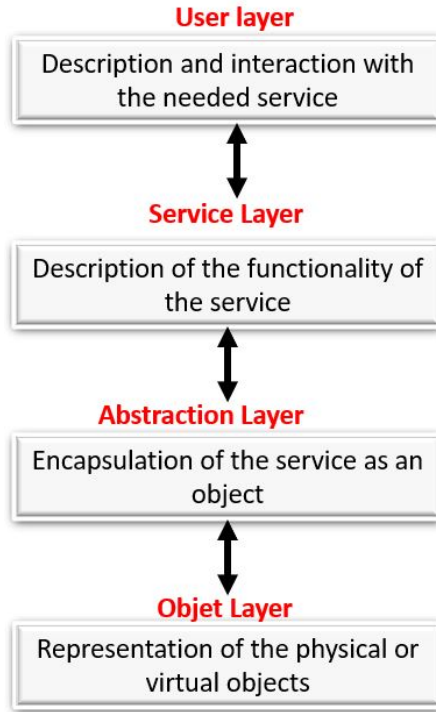 User layer
Description and interaction with
the needed service
Service Layer
Description of the functionality of
the service
Abstraction Layer
Encapsulation of the service as an
object
Objet Layer
Representation of the physical or
virtual objects